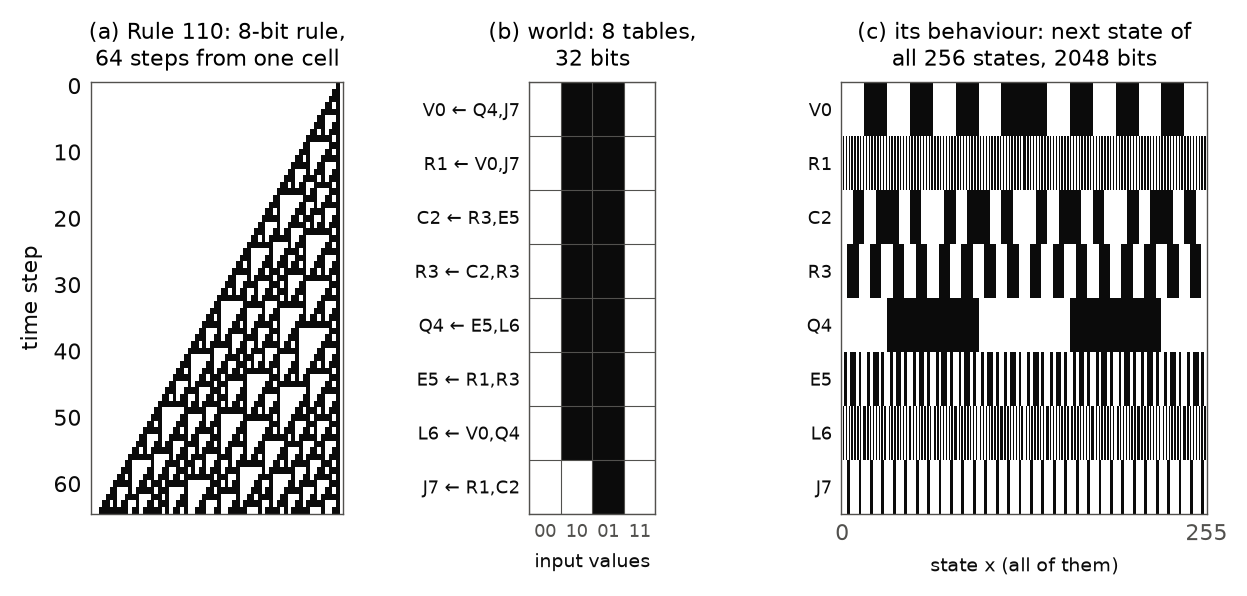 (a) Rule 110: 8-bit rule,
64 steps from one cell
0
10
20
30
40
50
60
time step
(b) world: 8 tables,
32 bits
V0 ← Q4,J7
R1 ← V0,J7
C2 ← R3,E5
R3 ← C2,R3
Q4 ← E5,L6
E5 ← R1,R3
L6 ← V0,Q4
J7 ← R1,C2
00 10 01 11
input values
(c) its behaviour: next state of
all 256 states, 2048 bits
V0
R1
C2
R3
Q4
E5
L6
J7
0 255
state x (all of them)